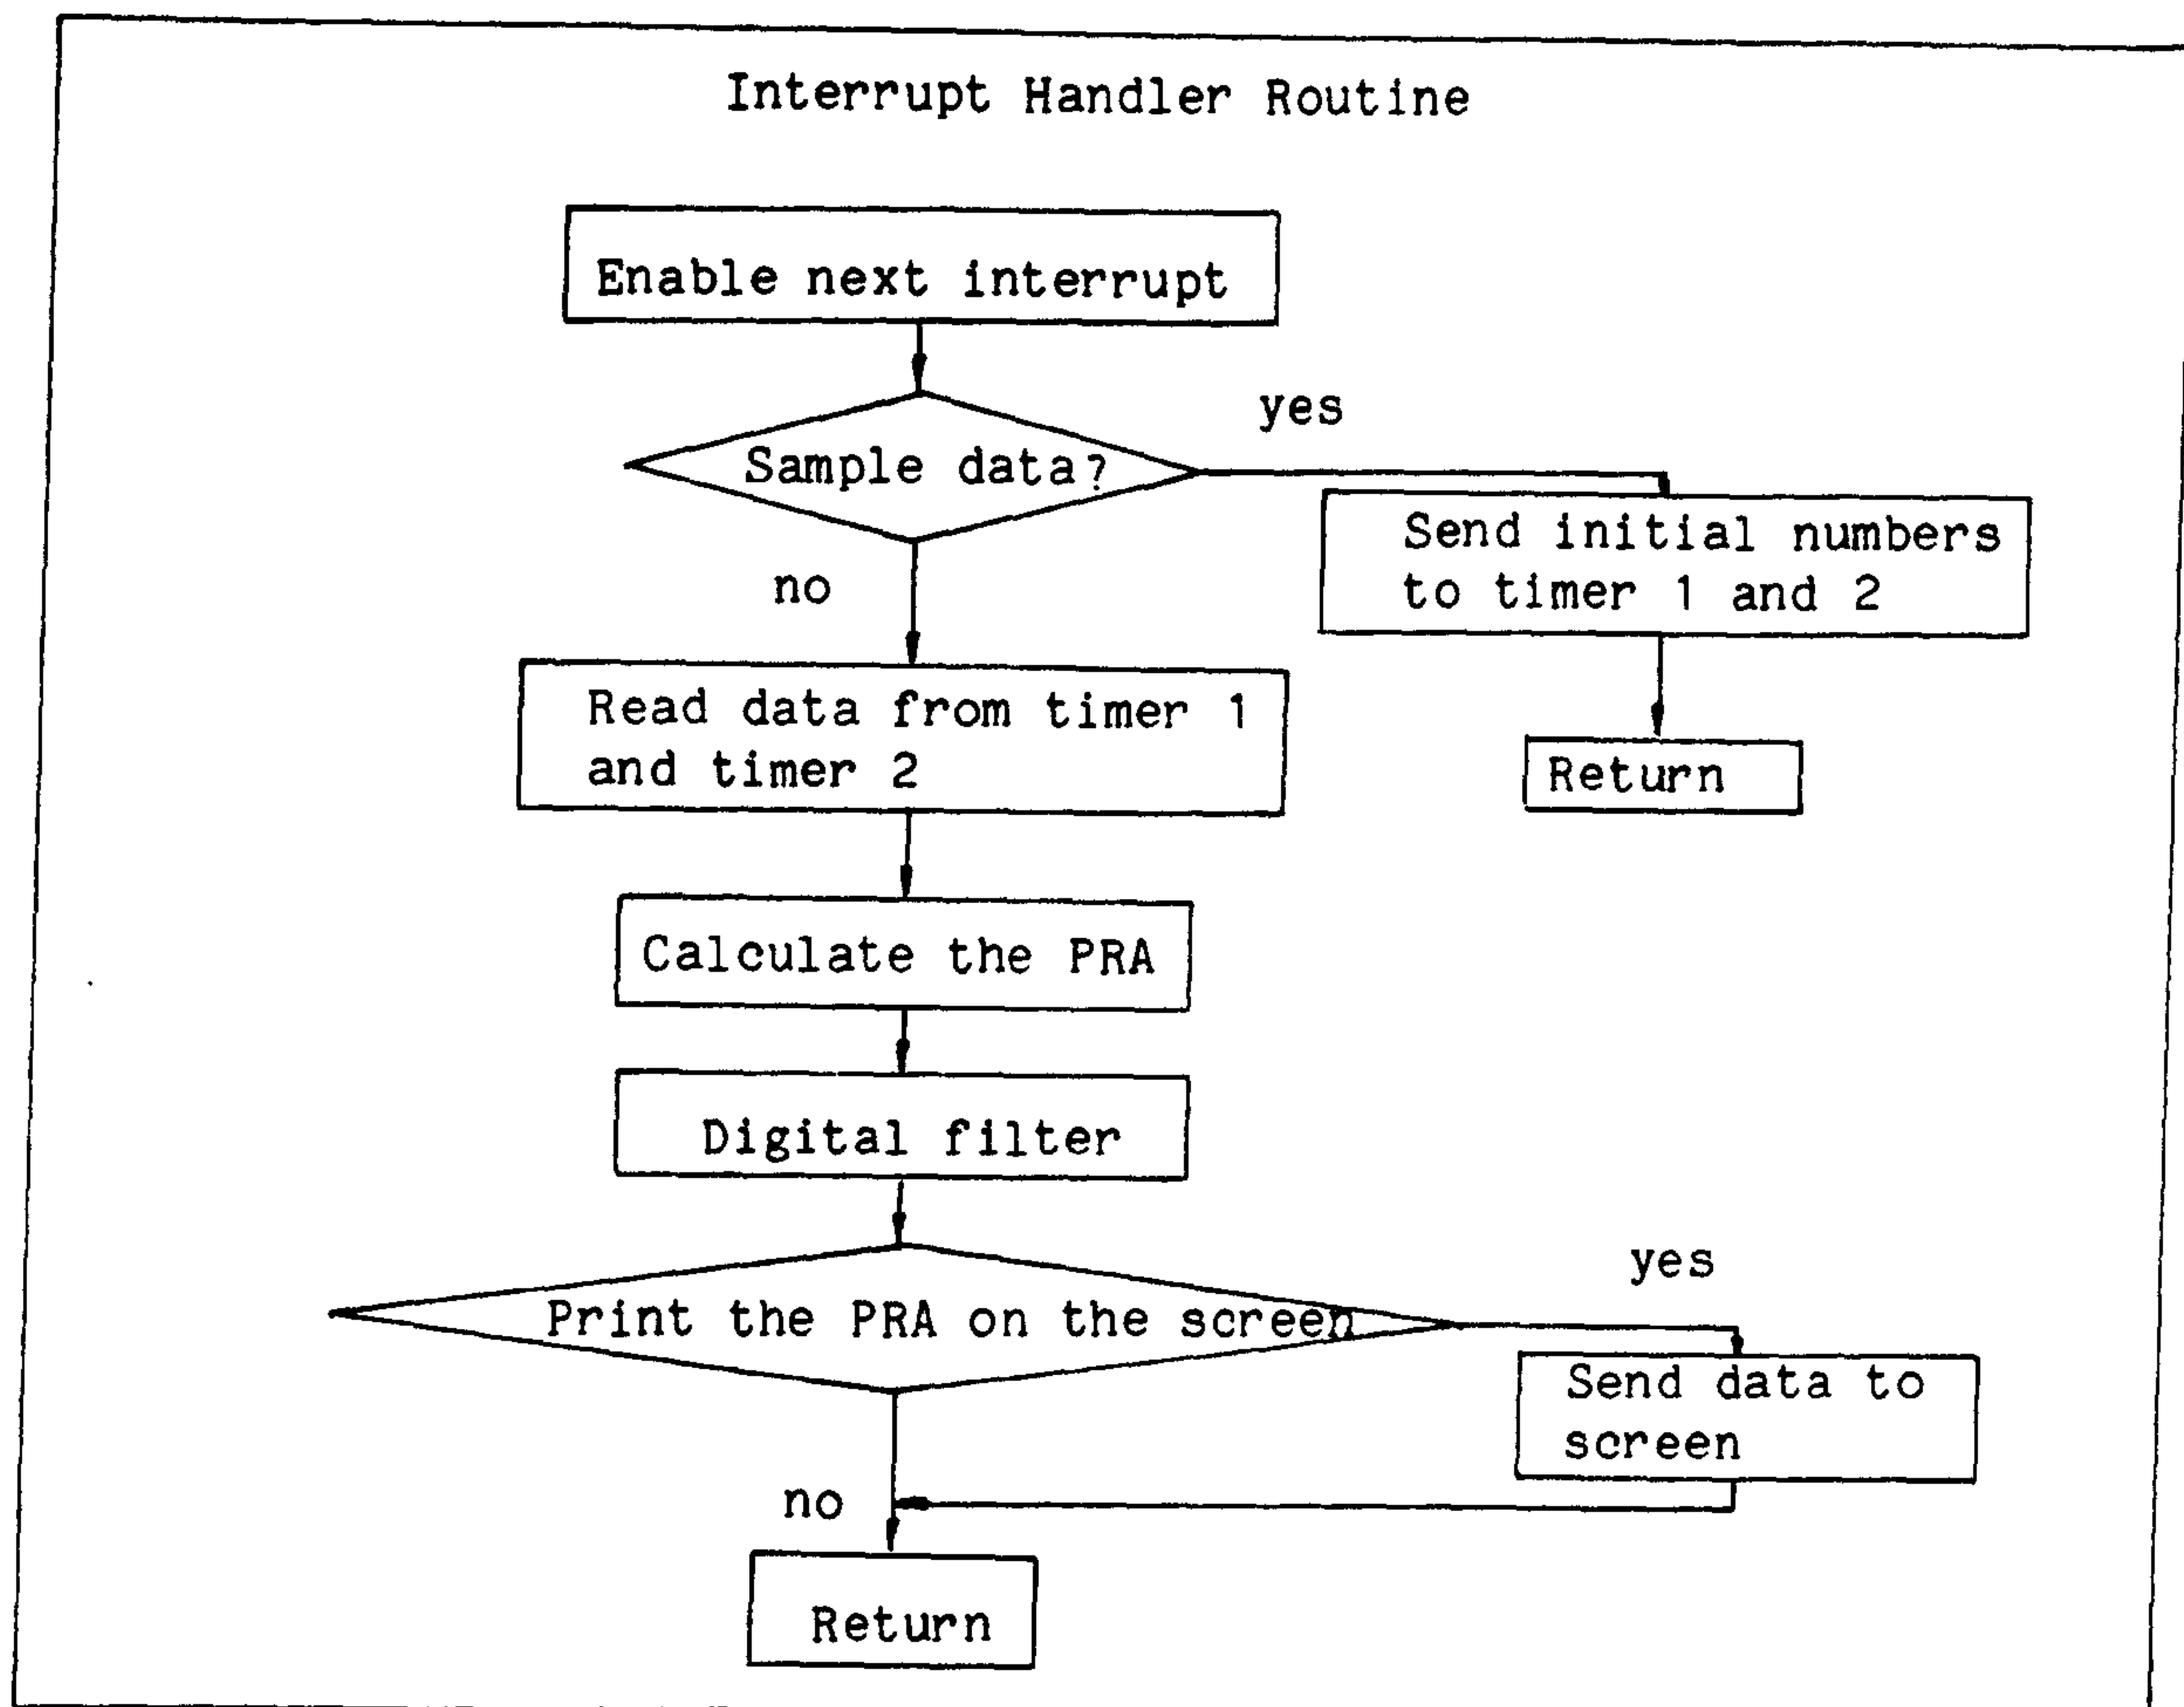 Interrupt Handler Routine
Enable next interrupt
yes
Sample data?
Send initial numbers
to timer 1 and 2
no
Read data from timer 1
and timer 2
Return
Calculate the PRA
Digital filter
yes
Print the PRA on the screen
Send data to
screen
no
Return